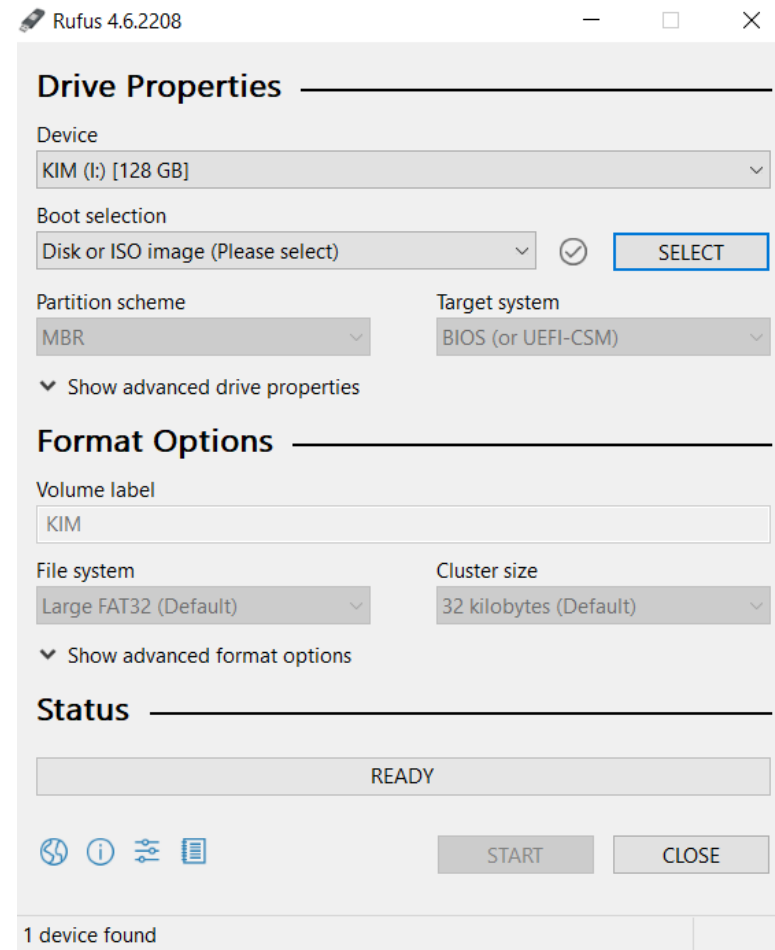 Rufus 4.6.2208
Drive Properties
Device
KIM (I:) [128 GB]
Boot selection
Disk or ISO image (Please select)
SELECT
Partition scheme
Target system
MBR
BIOS (or UEFI-CSM)
Show advanced drive properties
Format Options
Volume label
KIM
File system
Cluster size
Large FAT32 (Default)
32 kilobytes (Default)
Show advanced format options
Status
READY
START
CLOSE
1 device found